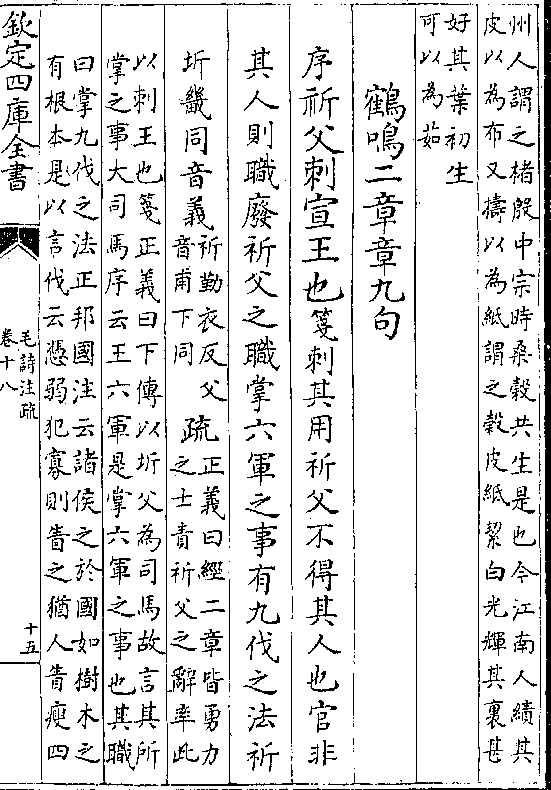 州人謂之楮殷中宗時桑榖共生是也今江南人績其
皮以為布又擣以為紙謂之榖皮紙絜白光輝其裏甚
好其葉初生
可以為茹
鶴鳴二章章九句
序祈父刺宣王也箋刺其用祈父不得其人也官非
其人則職廢祈父之職掌六軍之事有九伐之法祈
圻畿同音義祈勤衣反父
音甫下同
疏正義曰經二章皆勇力
之士責祈父之辭率此
以刺王也箋正義曰下傳以圻父為司馬故言其所
掌之事大司馬序云王六軍是掌六軍之事也其職
曰掌九伐之法正邦國注云諸侯之於國如樹木之
有根本是以言伐云馮弱犯寡則眚之猶人眚瘦四
欽定四庫全書
毛詩注疏
卷十八
十五